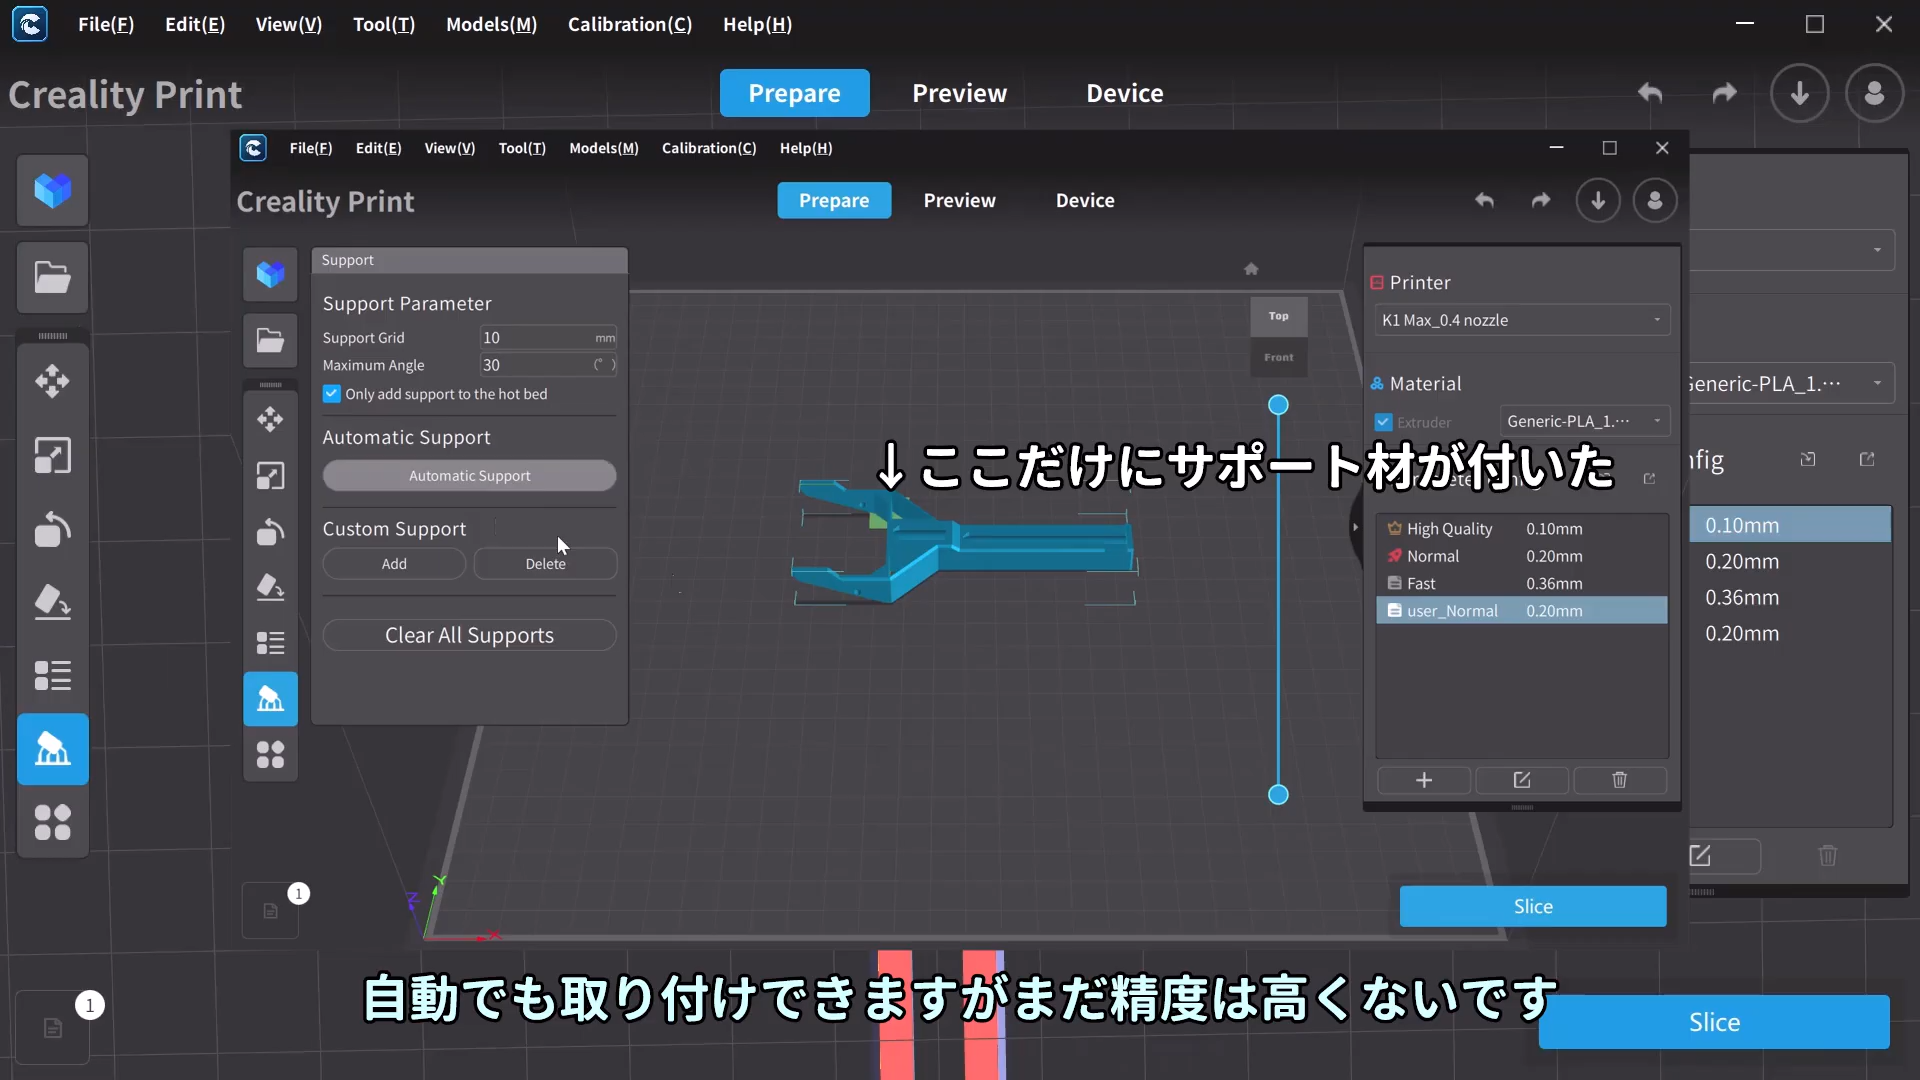 File(F) Edit(E) View(V) Tool(T) Models(M) Calibration(C) Help(H)
Creality Print
Prepare Preview Device
File(F) Edit(E) View(V) Tool(T) Models(M) Calibration(C) Help(H)
Creality Print
Prepare Preview Device
Support
Support Parameter
Support Grid 10 mm
Maximum Angle 30 (°)
Only add support to the hot bed
Automatic Support
Automatic Support
Custom Support
Add Delete
Clear All Supports
Top
Front
↓ここだけにサポート材が付いた
Printer
K1 Max_0.4 nozzle
Material
Extruder Generic-PLA_1.···
High Quality 0.10mm
Normal 0.20mm
Fast 0.36mm
user_Normal 0.20mm
Slice
1
Generic-PLA_1.···
0.10mm
0.20mm
0.36mm
0.20mm
自動でも取り付けできますがまだ精度は高くないです
1
Slice